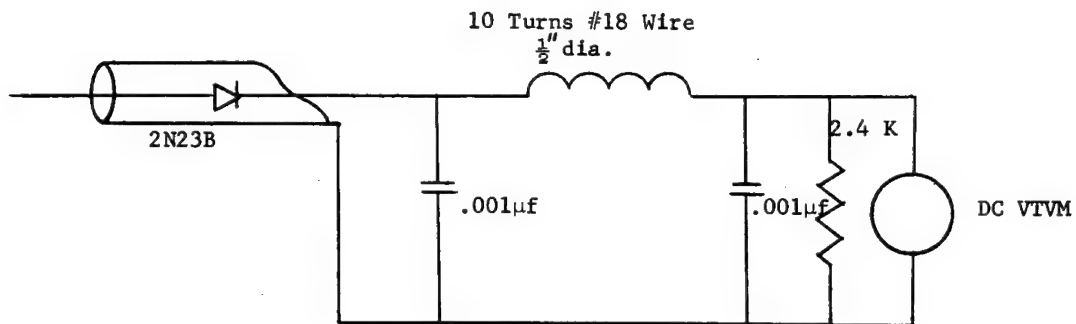 10 Turns #18 Wire
½" dia.
2N23B
2.4 K
.001μf
.001μf
DC VTVM